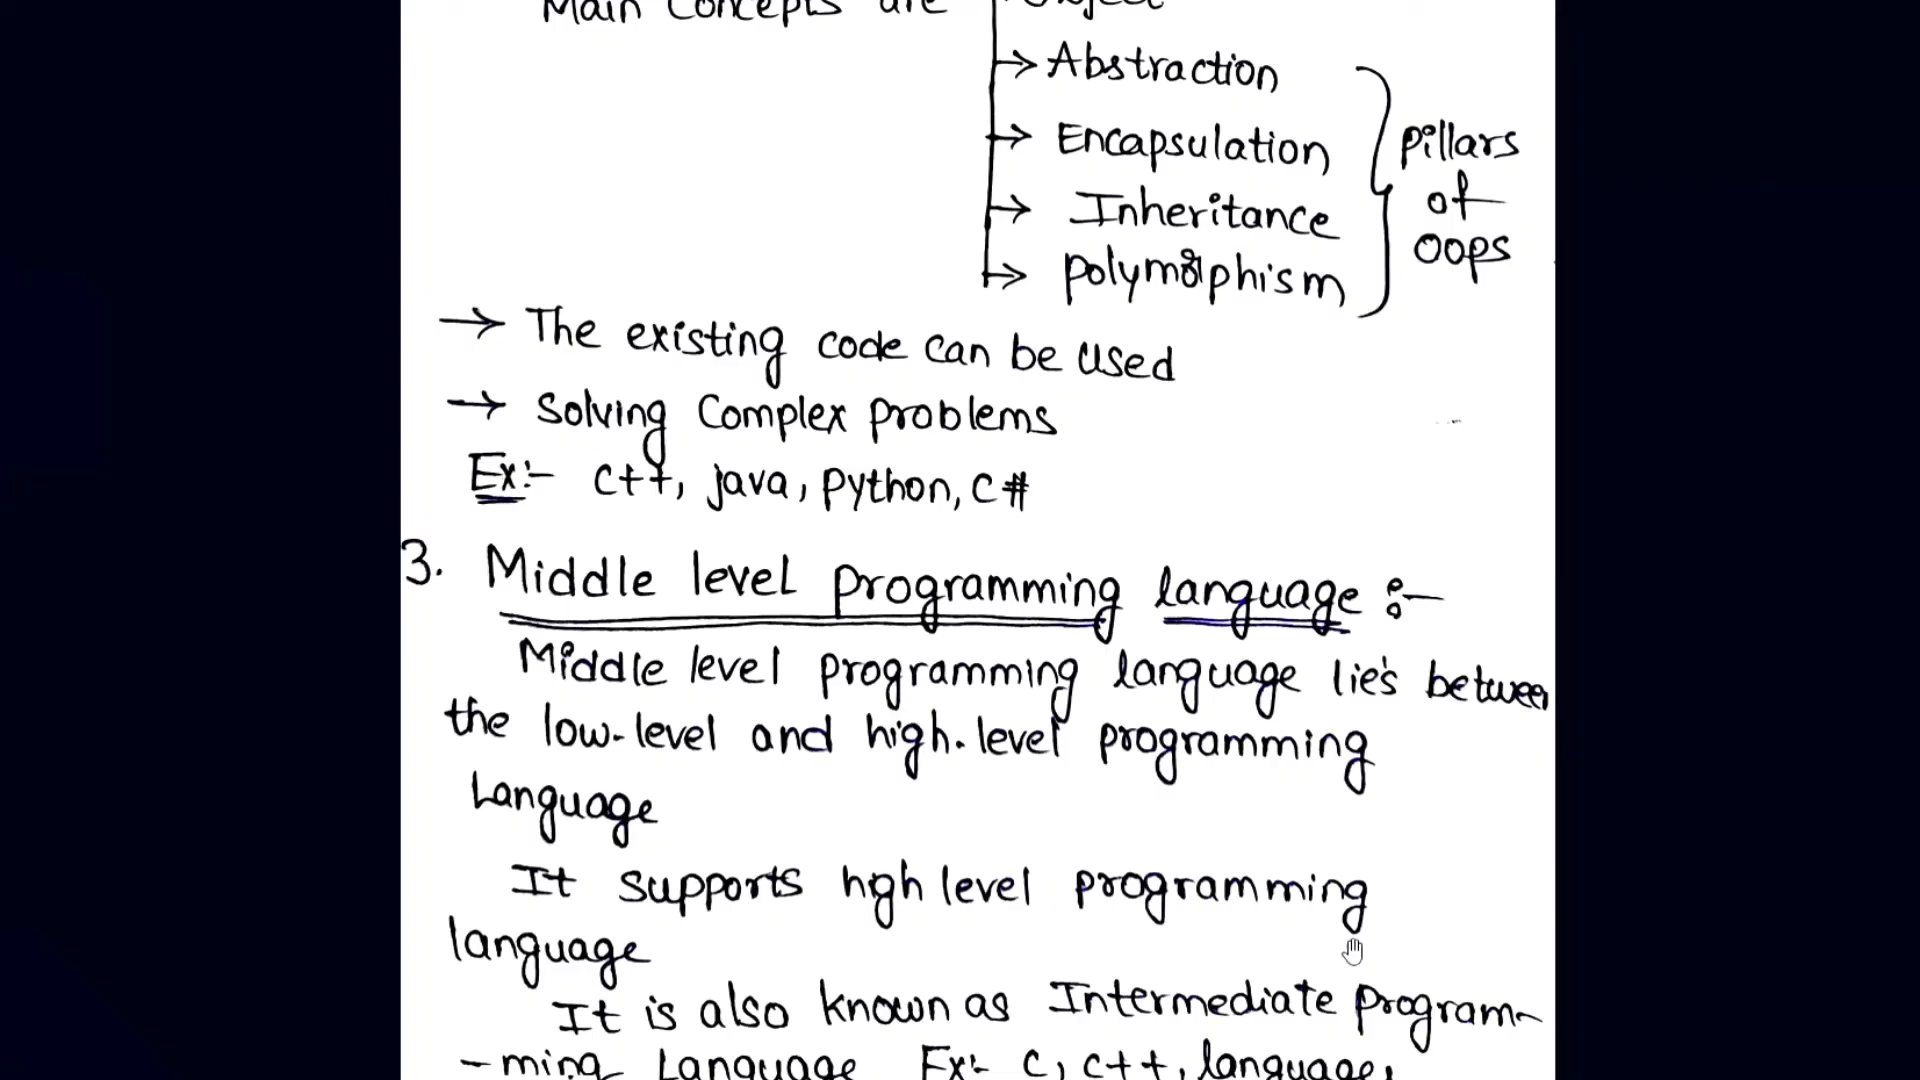 Main Concepts are Object
→ Abstraction
→ Encapsulation
→ Inheritance
→ polymorphism
pillars
of
OOPS
→ The existing code can be used
→ Solving Complex problems
Ex:- C++, java, python, C#
3. Middle level programming language :-
Middle level programming language lie's between
the low-level and high-level programming
Language
It supports high level programming
language
It is also known as Intermediate program-
-ming Language Ex:- C, C++, language,